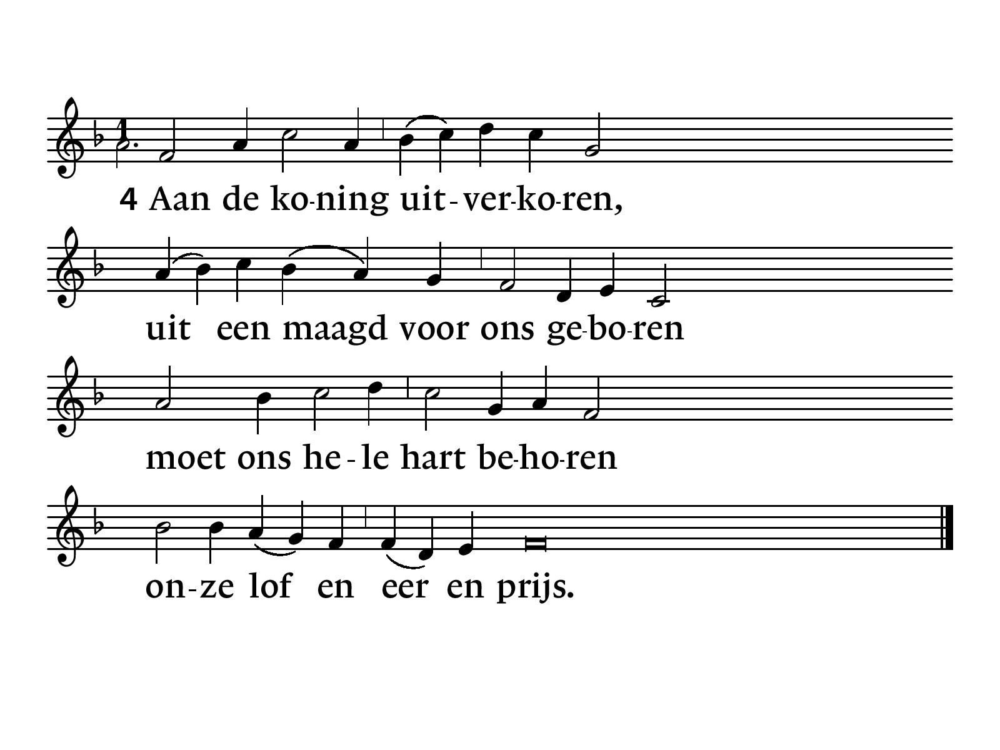 4 Aan de ko-ning uit-ver-ko-ren,
uit een maagd voor ons ge-bo-ren
moet ons he-le hart be-ho-ren
on-ze lof en eer en prijs.